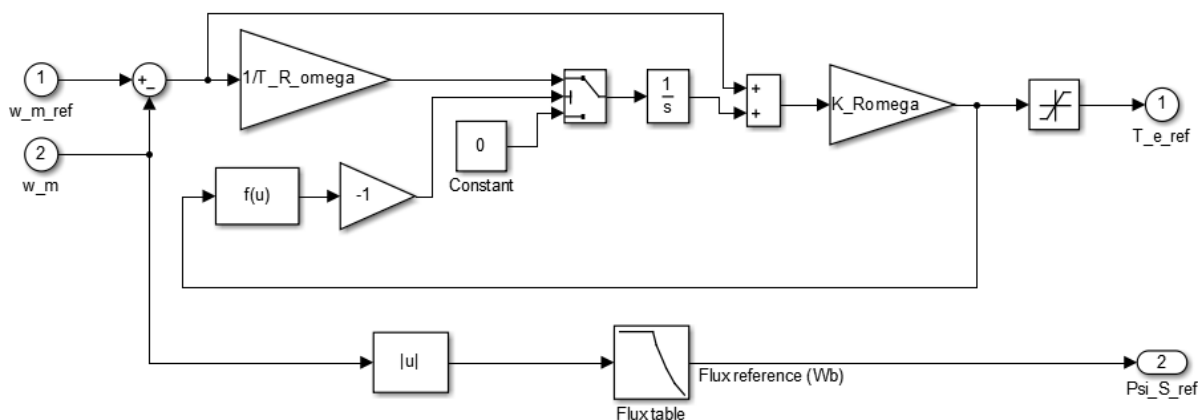 1
w_m_ref
+
−
1/T_R_omega
2
w_m
0
Constant
f(u)
-1
1
s
+
+
K_Romega
1
T_e_ref
|u|
Flux table
Flux reference (Wb)
2
Psi_S_ref